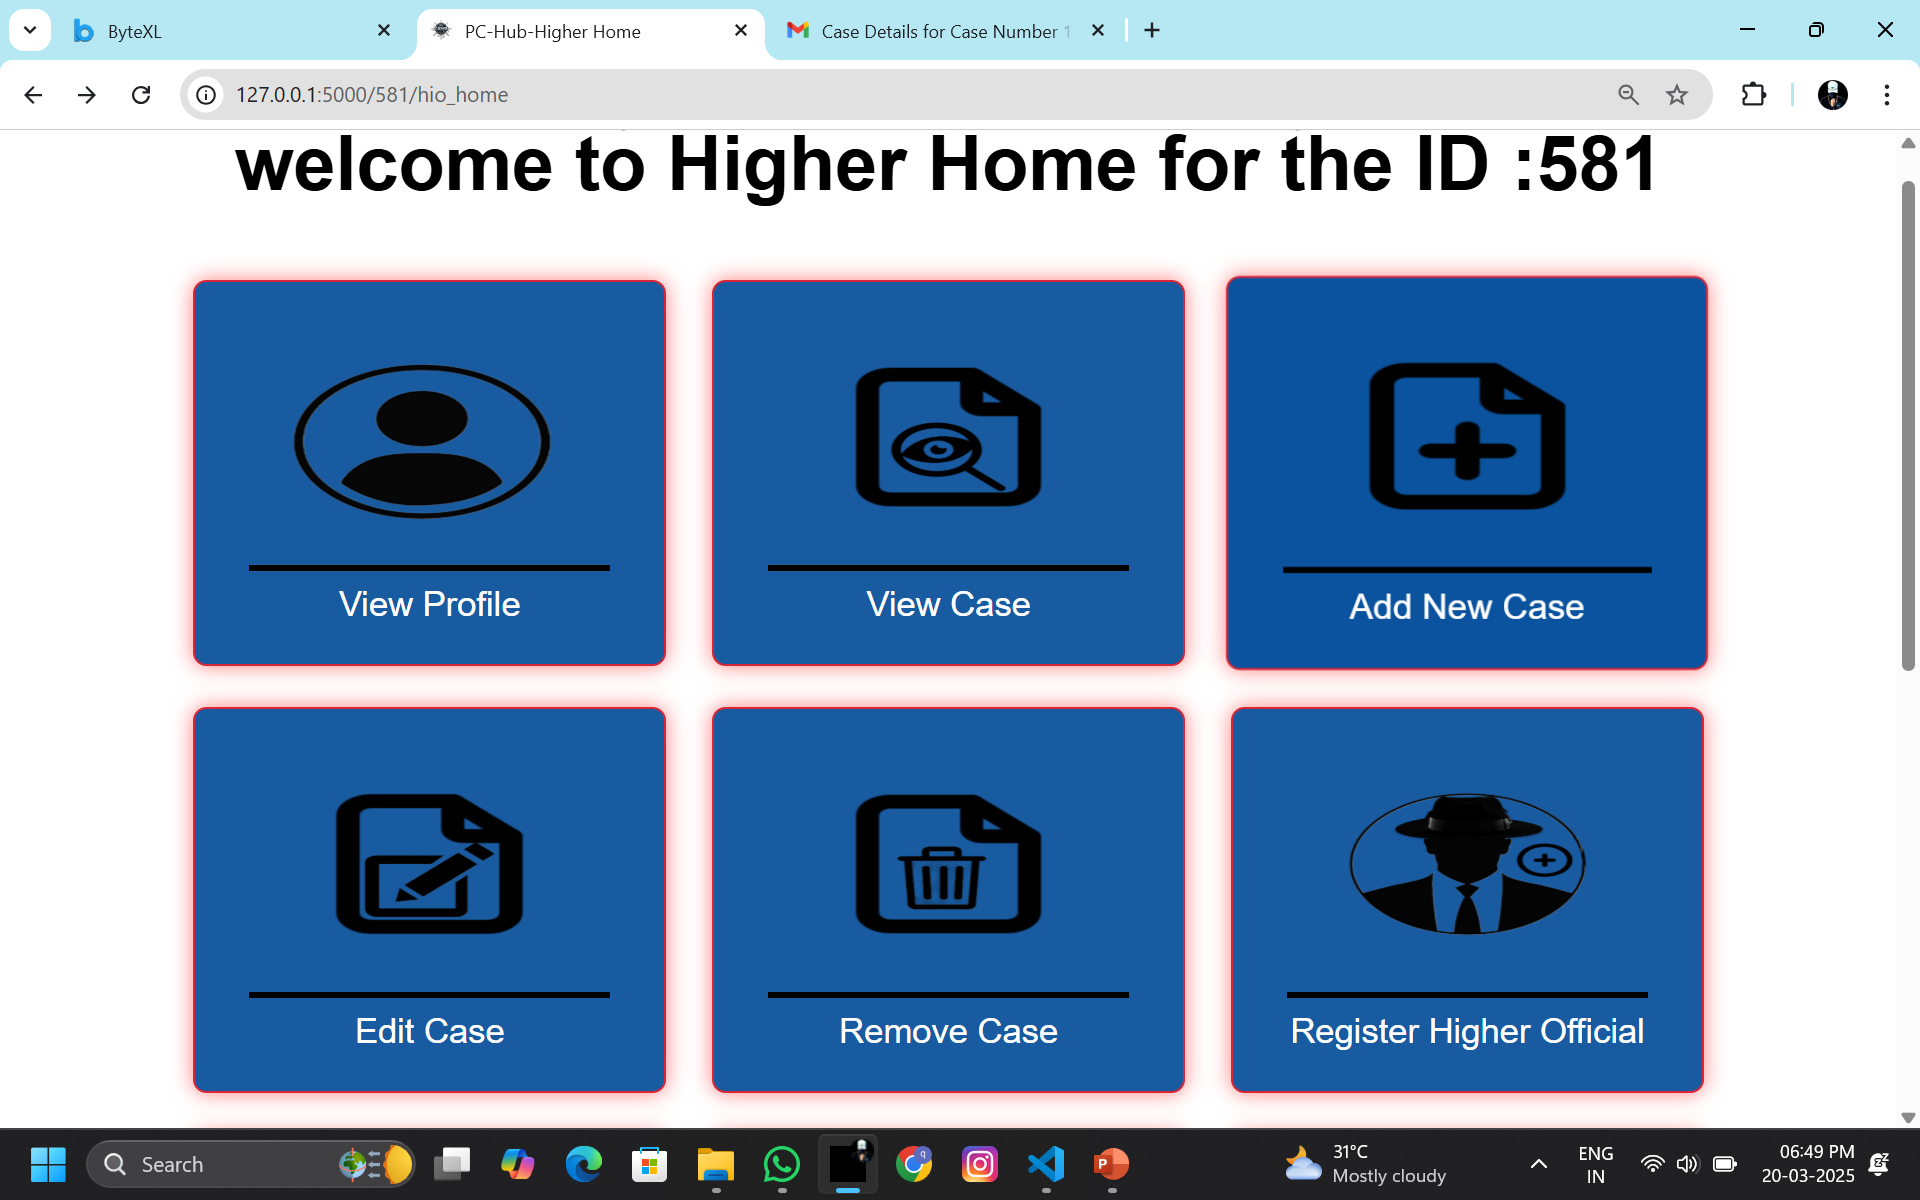 ByteXL
PC-Hub-Higher Home
Case Details for Case Number 1
127.0.0.1:5000/581/hio_home
welcome to Higher Home for the ID :581
View Profile
View Case
Add New Case
Edit Case
Remove Case
Register Higher Official
Search
31°C
Mostly cloudy
ENG
IN
06:49 PM
20-03-2025